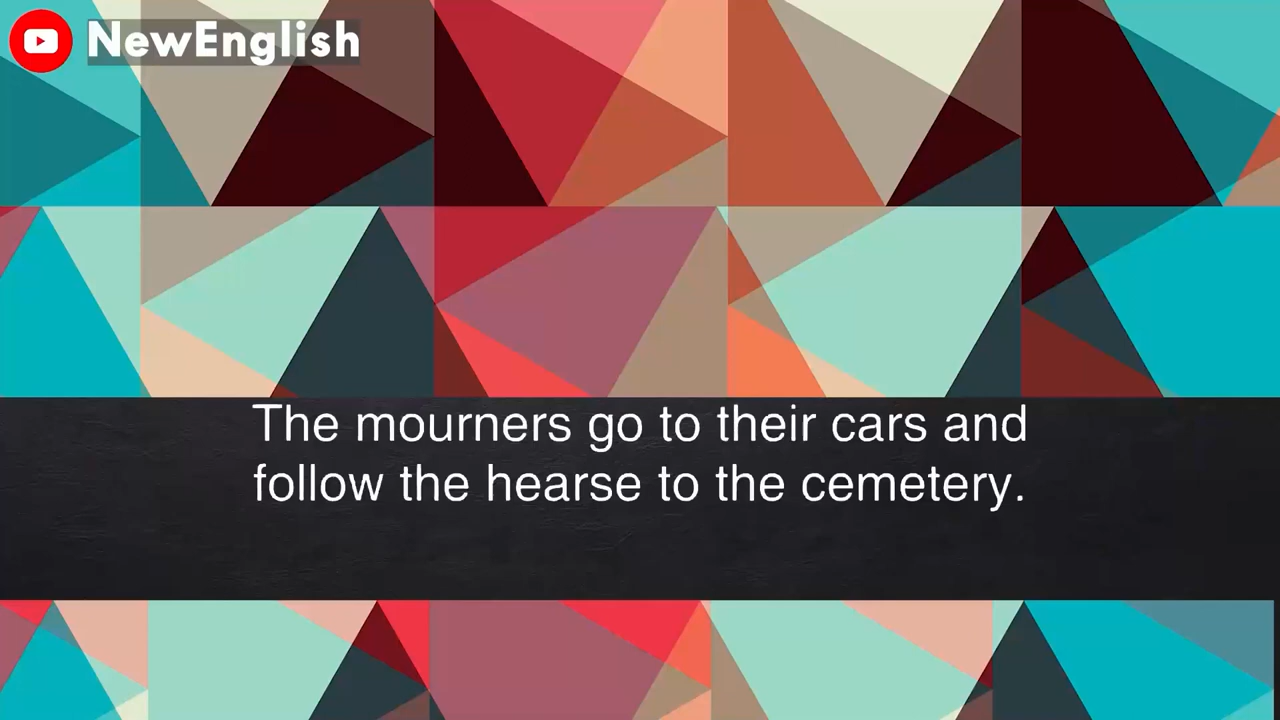 NewEnglish
The mourners go to their cars and
follow the hearse to the cemetery.